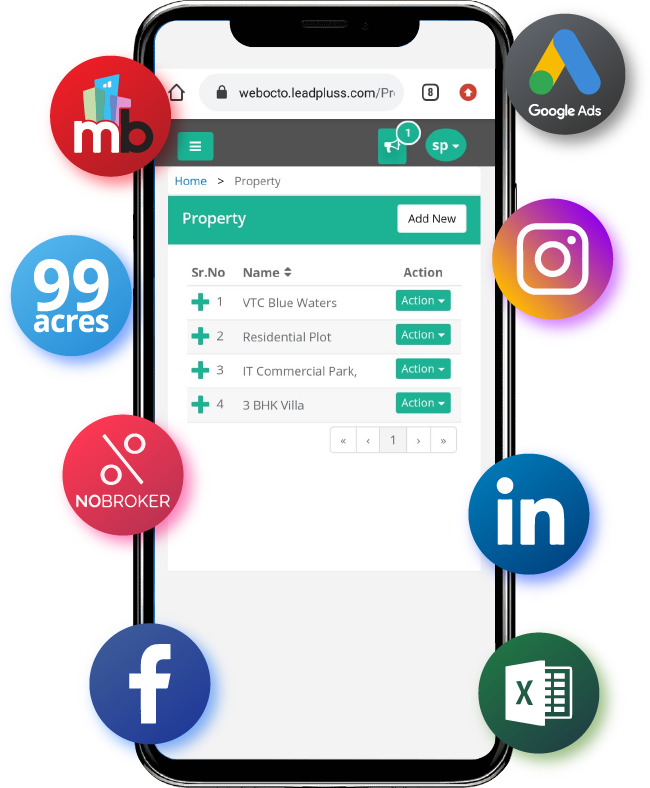 webocto.leadpluss.com/Pr
8
Google Ads
mb
1
sp
Home > Property
Property
Add New
Sr.No Name Action
1 VTC Blue Waters Action
2 Residential Plot Action
3 IT Commercial Park, Action
4 3 BHK Villa Action
« ‹ 1 › »
99
acres
NOBROKER
in
f
X